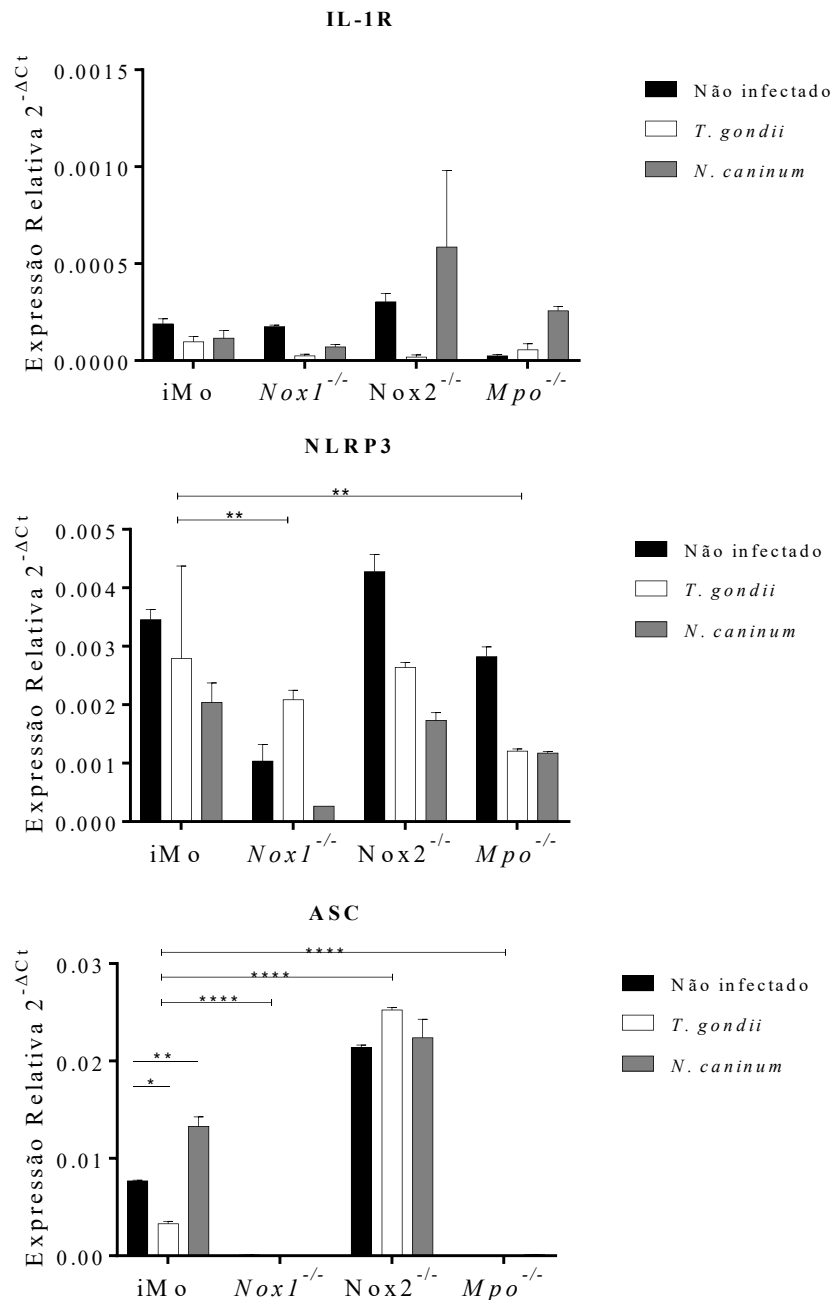 IL-1R
Expressão Relativa 2^-ΔCt
0.0015
0.0010
0.0005
0.0000
iMo Nox1^-/- Nox2^-/- Mpo^-/-
Não infectado
T. gondii
N. caninum
NLRP3
Expressão Relativa 2^-ΔCt
**
**
0.005
0.004
0.003
0.002
0.001
0.000
iMo Nox1^-/- Nox2^-/- Mpo^-/-
Não infectado
T. gondii
N. caninum
ASC
Expressão Relativa 2^-ΔCt
****
****
****
**
*
0.03
0.02
0.01
0.00
iMo Nox1^-/- Nox2^-/- Mpo^-/-
Não infectado
T. gondii
N. caninum